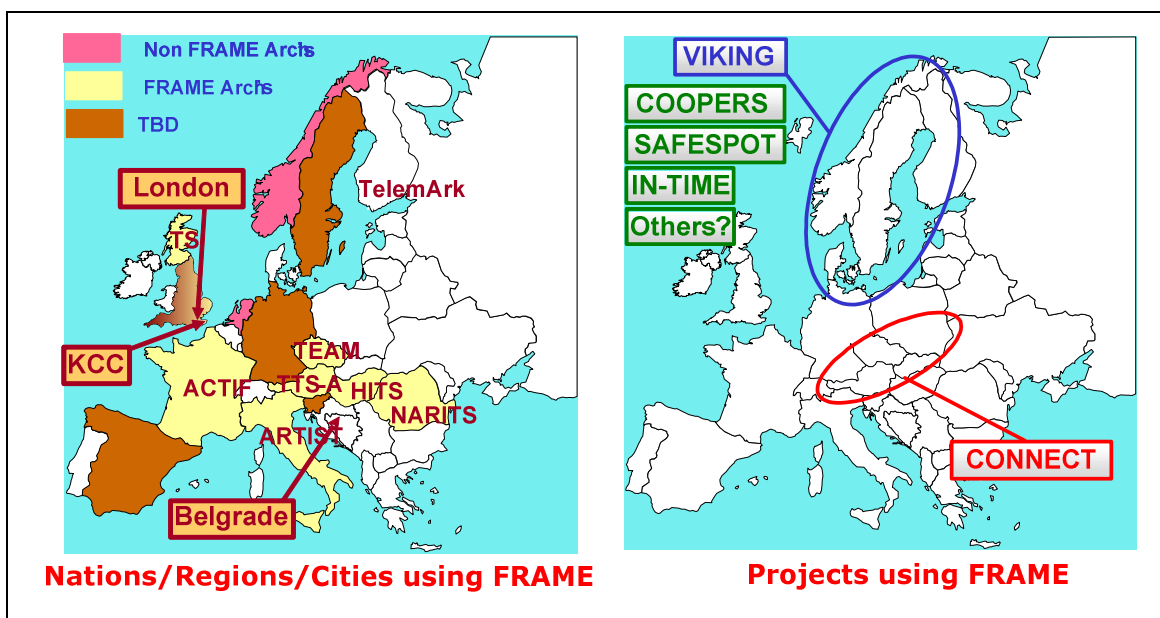 Non FRAME Archs
FRAME Archs
TBD
London
TelemArk
TS
KCC
TEAM
ACTIF
TTS-A
HITS
NARITS
ARTIST
Belgrade
Nations/Regions/Cities using FRAME
VIKING
COOPERS
SAFESPOT
IN-TIME
Others?
CONNECT
Projects using FRAME